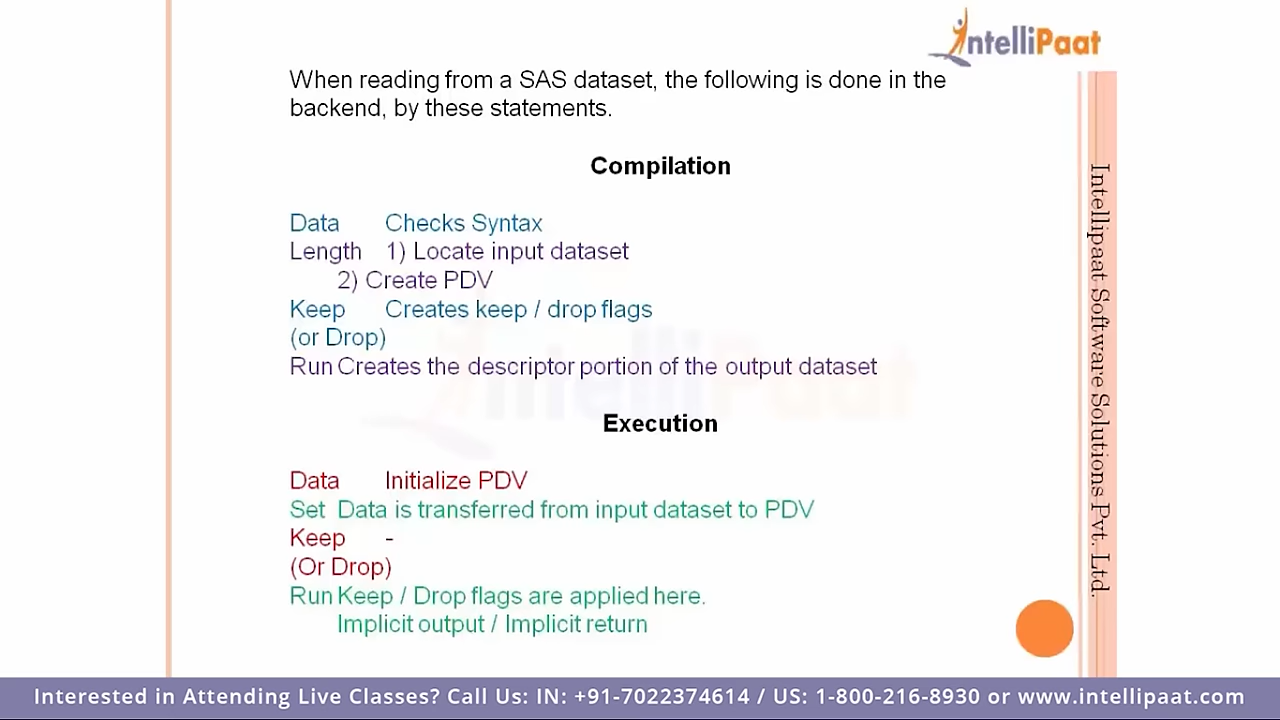 IntelliPaat
When reading from a SAS dataset, the following is done in the
backend, by these statements.
Compilation
Data Checks Syntax
Length 1) Locate input dataset
2) Create PDV
Keep Creates keep / drop flags
(or Drop)
Run Creates the descriptor portion of the output dataset
Execution
Data Initialize PDV
Set Data is transferred from input dataset to PDV
Keep -
(Or Drop)
Run Keep / Drop flags are applied here.
Implicit output / Implicit return
Intellipaat Software Solutions Pvt. Ltd.
IntelliPaat
Interested in Attending Live Classes? Call Us: IN: +91-7022374614 / US: 1-800-216-8930 or www.intellipaat.com